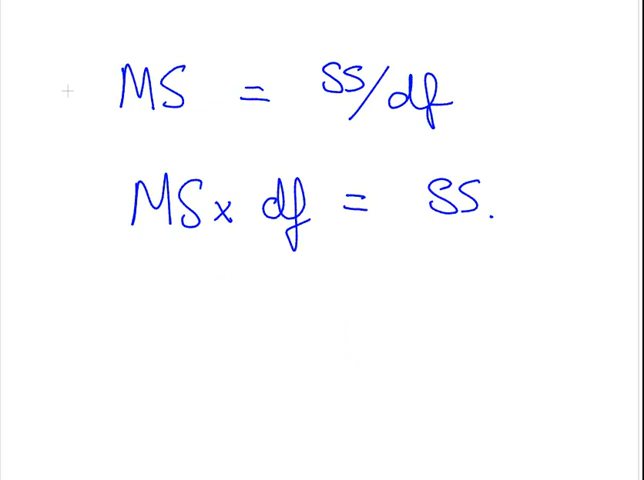 MS = SS/df
MS x df = SS.